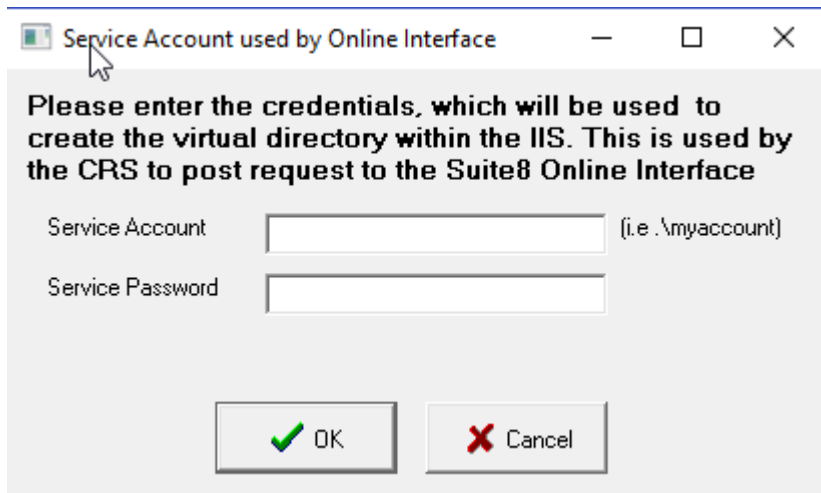 Service Account used by Online Interface
Please enter the credentials, which will be used to
create the virtual directory within the IIS. This is used by
the CRS to post request to the Suite8 Online Interface
Service Account (i.e .\myaccount)
Service Password
OK Cancel